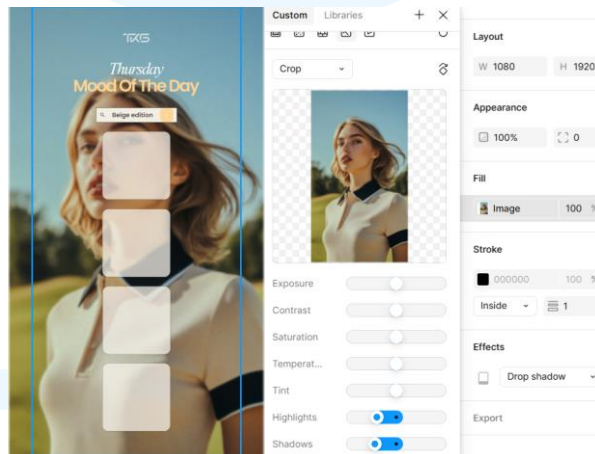 TXG
Thursday
Mood Of The Day
Beige edition
Custom
Libraries
Crop
Exposure
Contrast
Saturation
Temperat...
Tint
Highlights
Shadows
Layout
W 1080
H 1920
Appearance
100%
0
Fill
Image
100 %
Stroke
000000
100 %
Inside
1
Effects
Drop shadow
Export